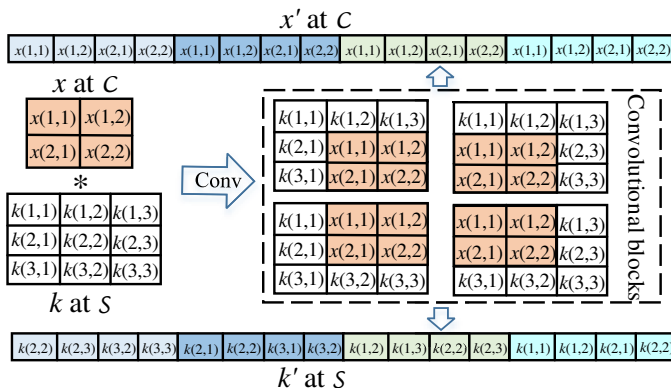 x′ at C
x(1,1) x(1,2) x(2,1) x(2,2) x(1,1) x(1,2) x(2,1) x(2,2) x(1,1) x(1,2) x(2,1) x(2,2) x(1,1) x(1,2) x(2,1) x(2,2)
x at C
x(1,1) x(1,2)
x(2,1) x(2,2)
*
k(1,1) k(1,2) k(1,3)
k(2,1) k(2,2) k(2,3)
k(3,1) k(3,2) k(3,3)
k at S
Conv
k(1,1) k(1,2) k(1,3)
k(2,1) x(1,1) x(1,2)
k(3,1) x(2,1) x(2,2)
k(1,1) k(1,2) k(1,3)
x(1,1) x(1,2) k(2,3)
x(2,1) x(2,2) k(3,3)
k(1,1) x(1,1) x(1,2)
k(2,1) x(2,1) x(2,2)
k(3,1) k(3,2) k(3,3)
x(1,1) x(1,2) k(1,3)
x(2,1) x(2,2) k(2,3)
k(3,1) k(3,2) k(3,3)
Convolutional blocks
k(2,2) k(2,3) k(3,2) k(3,3) k(2,1) k(2,2) k(3,1) k(3,2) k(1,2) k(1,3) k(2,2) k(2,3) k(1,1) k(1,2) k(2,1) k(2,2)
k′ at S